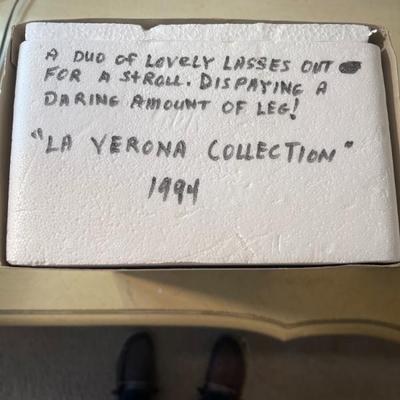 A DUO OF LOVELY LASSES OUT
FOR A STROLL. DISPAYING A
DARING AMOUNT OF LEG!
"LA VERONA COLLECTION"
1994